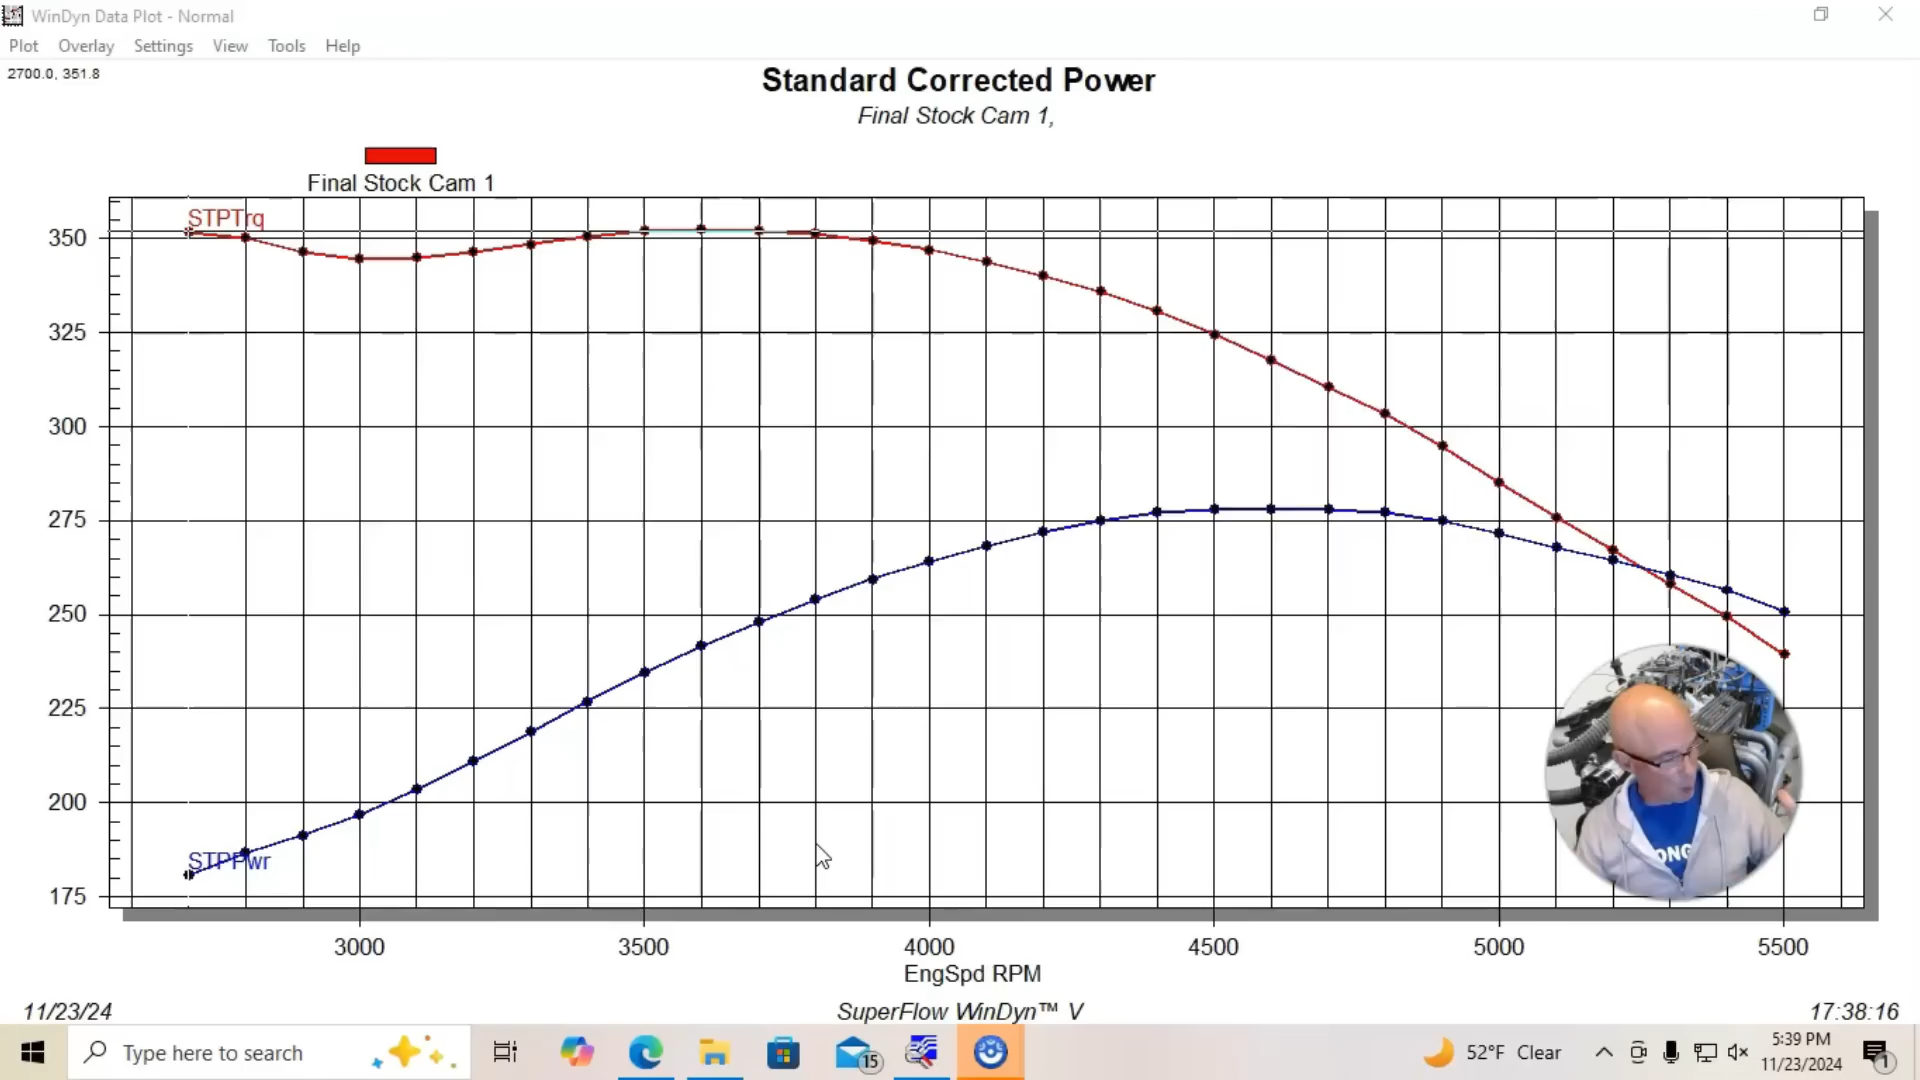 WinDyn Data Plot - Normal
Plot Overlay Settings View Tools Help
2700.0, 351.8
Standard Corrected Power
Final Stock Cam 1,
Final Stock Cam 1
STPTrq
350
325
300
275
250
225
200
175
STPPwr
3000 3500 4000 4500 5000 5500
EngSpd RPM
11/23/24 SuperFlow WinDyn™ V 17:38:16
ONG
Type here to search
15
52°F Clear
5:39 PM
11/23/2024
1